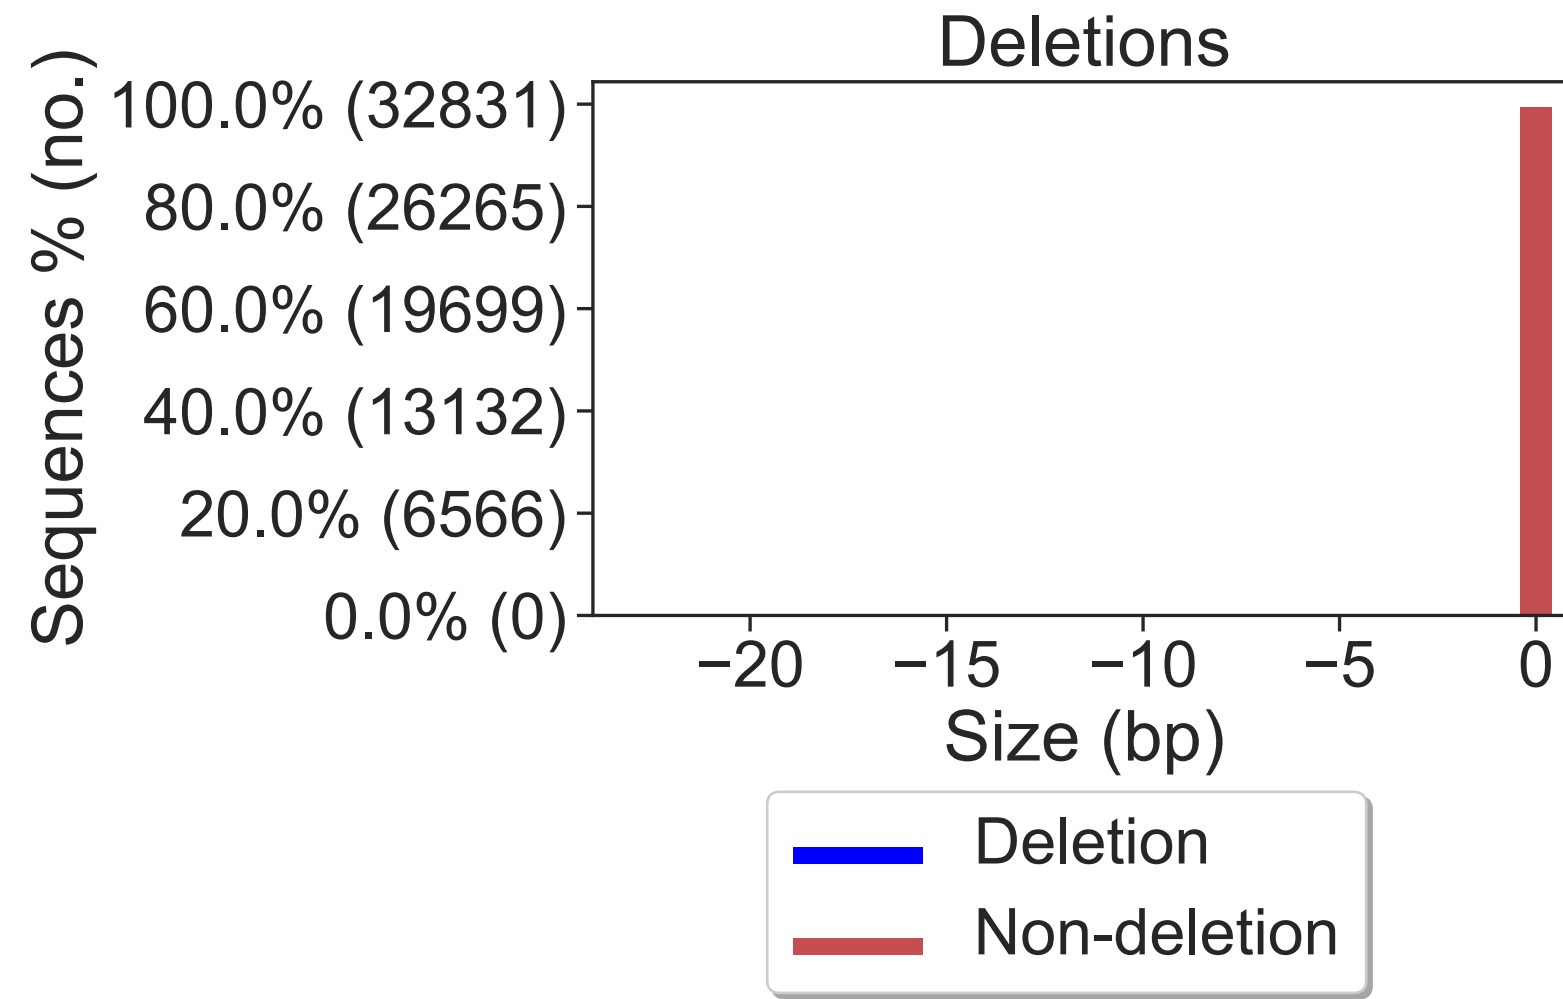 Deletions
Sequences % (no.)
100.0% (32831)
80.0% (26265)
60.0% (19699)
40.0% (13132)
20.0% (6566)
0.0% (0)
−20 −15 −10 −5 0
Size (bp)
Deletion
Non-deletion